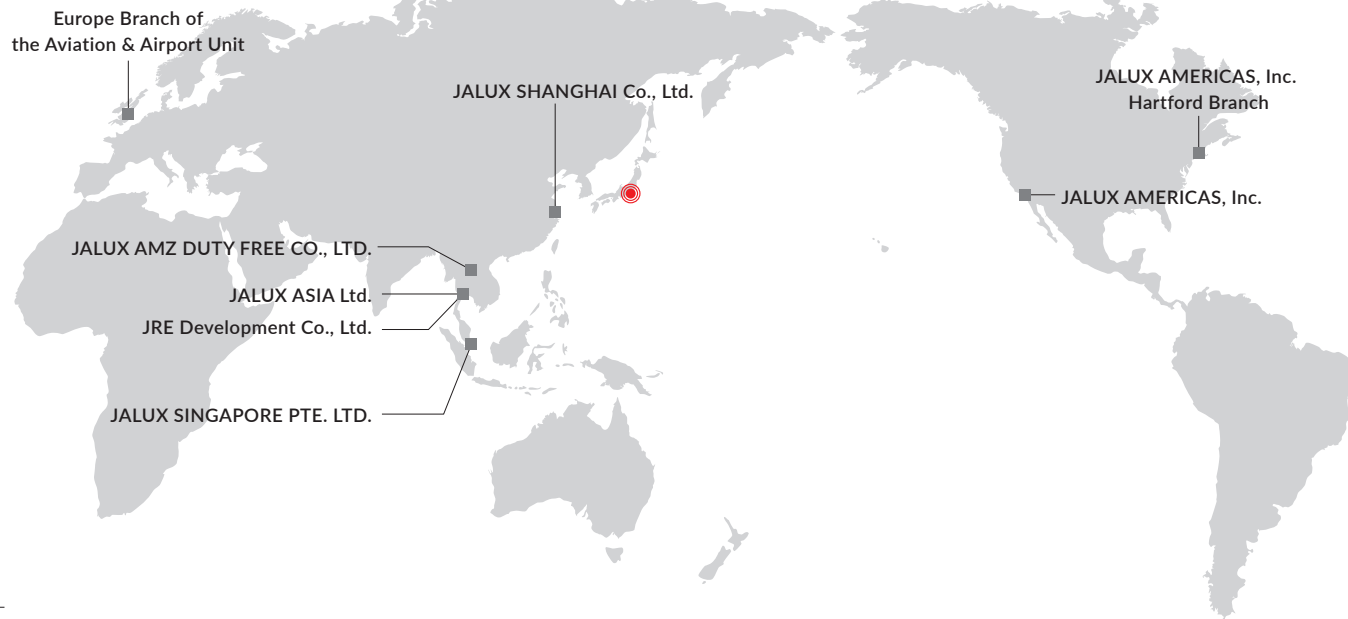 Europe Branch of
the Aviation & Airport Unit
JALUX SHANGHAI Co., Ltd.
JALUX AMERICAS, Inc.
Hartford Branch
JALUX AMERICAS, Inc.
JALUX AMZ DUTY FREE CO., LTD.
JALUX ASIA Ltd.
JRE Development Co., Ltd.
JALUX SINGAPORE PTE. LTD.